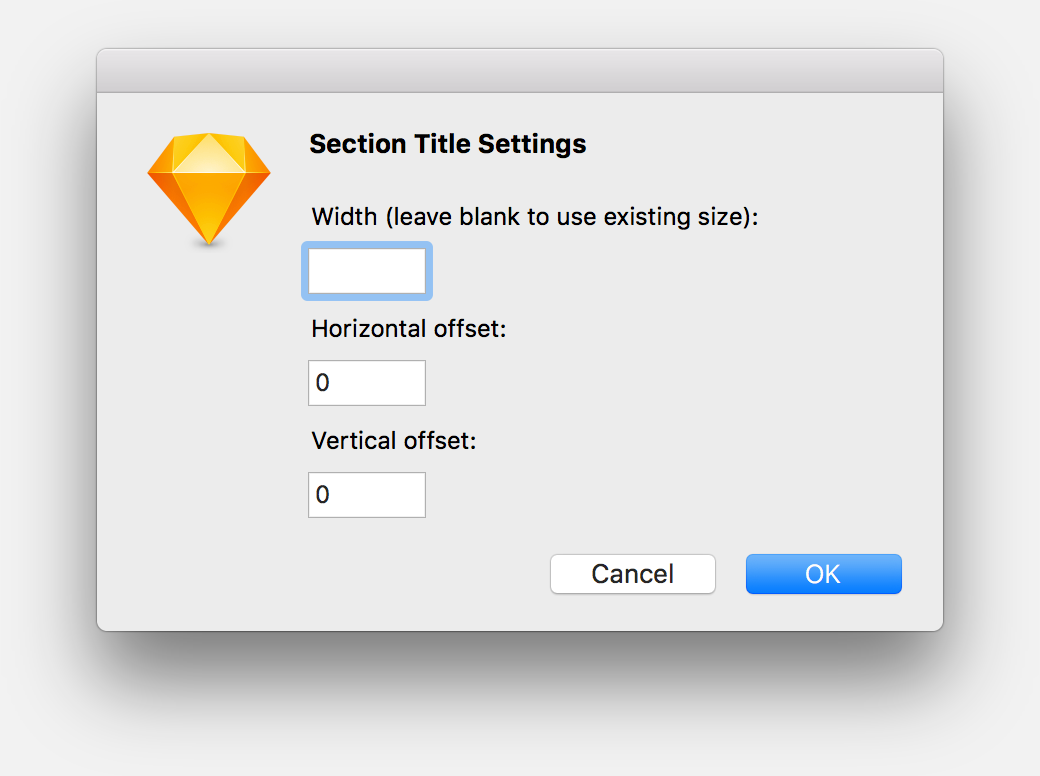 Section Title Settings
Width (leave blank to use existing size):
Horizontal offset:
0
Vertical offset:
0
Cancel
OK